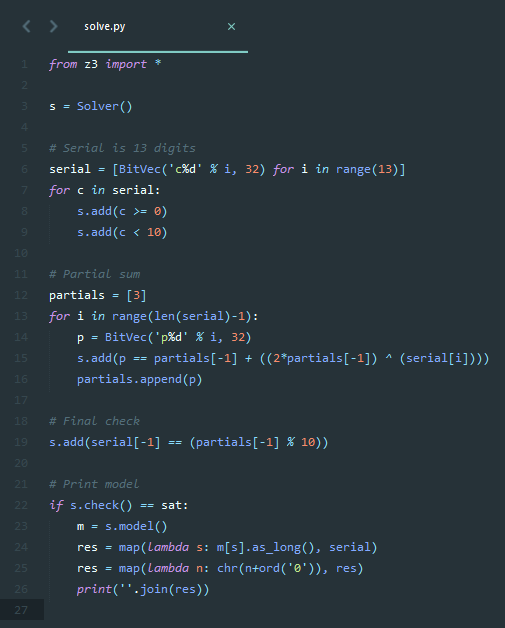 solve.py ×
1 from z3 import *
2
3 s = Solver()
4
5 # Serial is 13 digits
6 serial = [BitVec('c%d' % i, 32) for i in range(13)]
7 for c in serial:
8     s.add(c >= 0)
9     s.add(c < 10)
10
11 # Partial sum
12 partials = [3]
13 for i in range(len(serial)-1):
14     p = BitVec('p%d' % i, 32)
15     s.add(p == partials[-1] + ((2*partials[-1]) ^ (serial[i])))
16     partials.append(p)
17
18 # Final check
19 s.add(serial[-1] == (partials[-1] % 10))
20
21 # Print model
22 if s.check() == sat:
23     m = s.model()
24     res = map(lambda s: m[s].as_long(), serial)
25     res = map(lambda n: chr(n+ord('0')), res)
26     print(''.join(res))
27